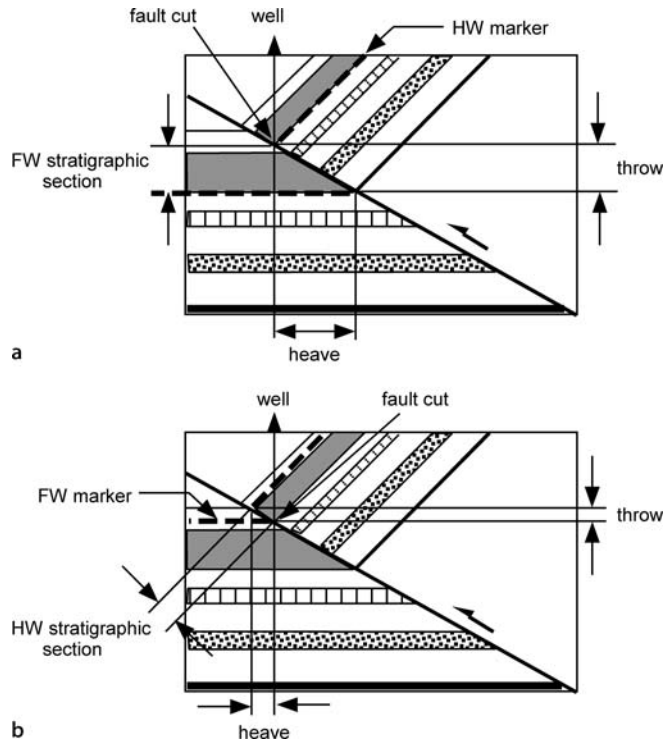 well
fault cut
HW marker
FW stratigraphic
section
throw
heave
a
well
fault cut
FW marker
throw
HW stratigraphic
section
heave
b